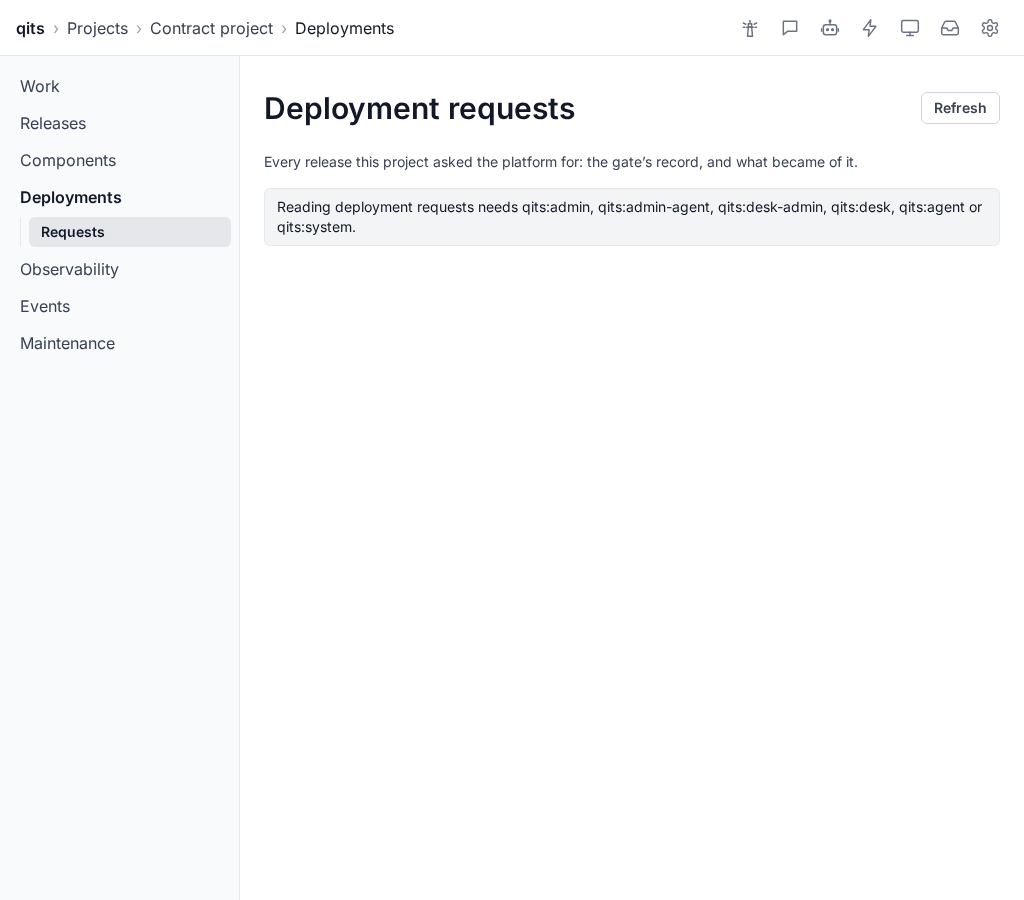 qits › Projects › Contract project › Deployments
Work
Releases
Components
Deployments
Requests
Observability
Events
Maintenance
Deployment requests
Refresh
Every release this project asked the platform for: the gate’s record, and what became of it.
Reading deployment requests needs qits:admin, qits:admin-agent, qits:desk-admin, qits:desk, qits:agent or
qits:system.